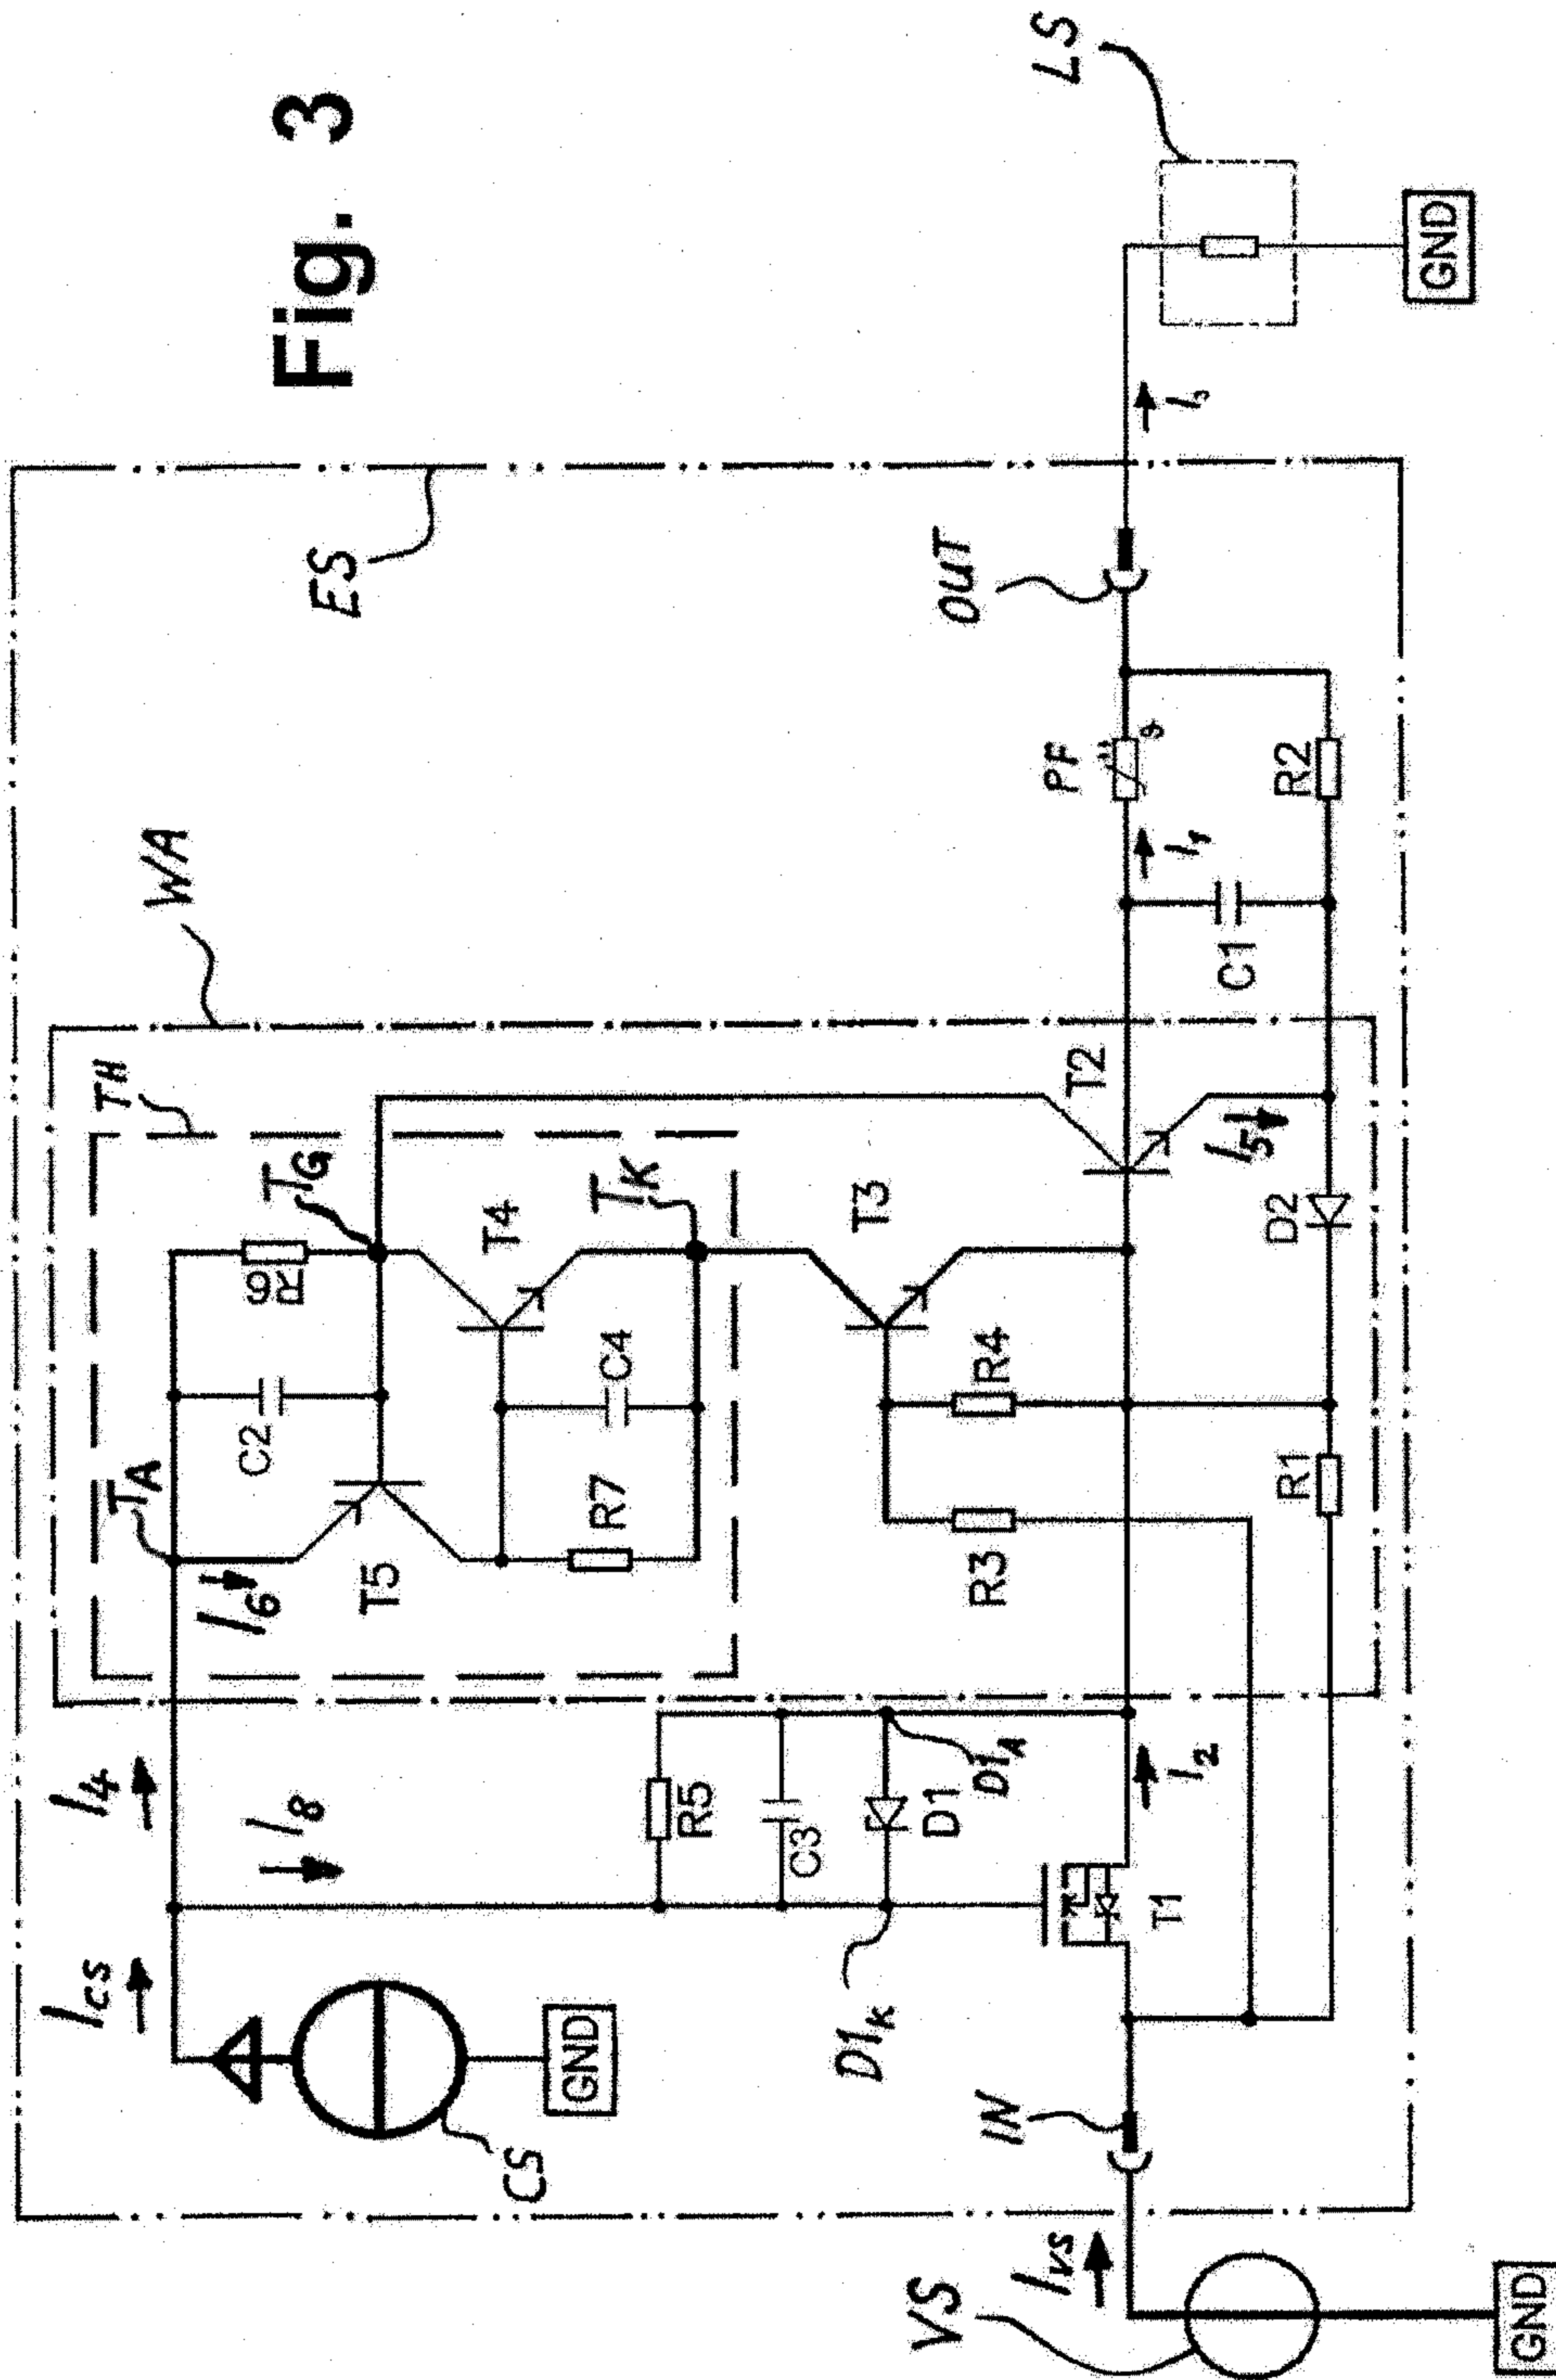 Fig. 3
ES
WA
TH
LS
I4
ICS
I8
I6
TA
C2
R6
TG
T5
T4
TK
C4
R7
CS
GND
R5
C3
D1
D1A
D1K
T3
R4
R3
T2
I5
D2
R1
OUT
PF
ϑ
I1
C1
R2
I3
I2
T1
IN
VS
IVS
GND
GND